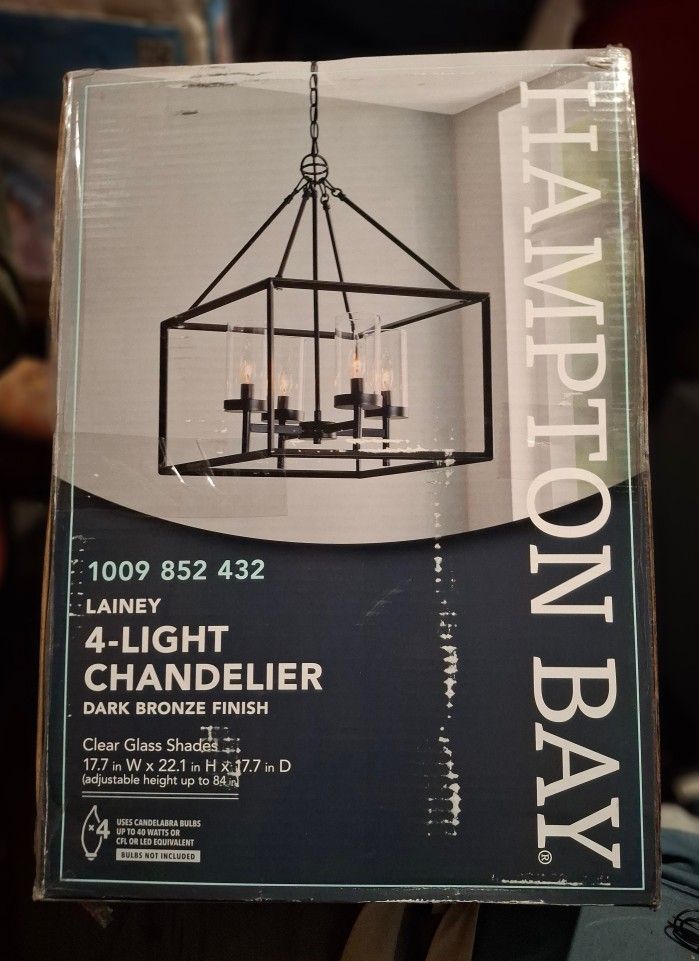 HAMPTON BAY®
1009 852 432
LAINEY
4-LIGHT
CHANDELIER
DARK BRONZE FINISH
Clear Glass Shades
17.7 in W x 22.1 in H x 17.7 in D
(adjustable height up to 84 in)
x4
USES CANDELABRA BULBS
UP TO 40 WATTS OR
CFL OR LED EQUIVALENT
BULBS NOT INCLUDED